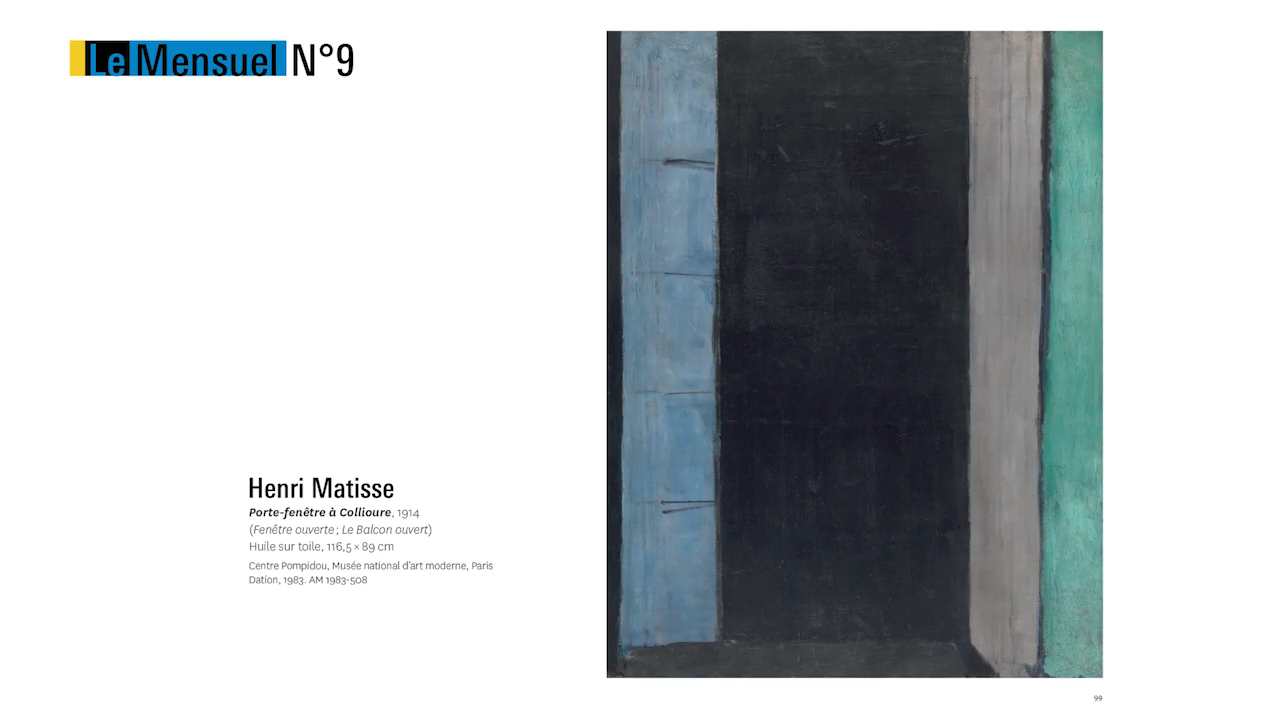 Le Mensuel N°9
Henri Matisse
Porte-fenêtre à Collioure, 1914
(Fenêtre ouverte ; Le Balcon ouvert)
Huile sur toile, 116,5 × 89 cm
Centre Pompidou, Musée national d'art moderne, Paris
Dation, 1983. AM 1983-508
99